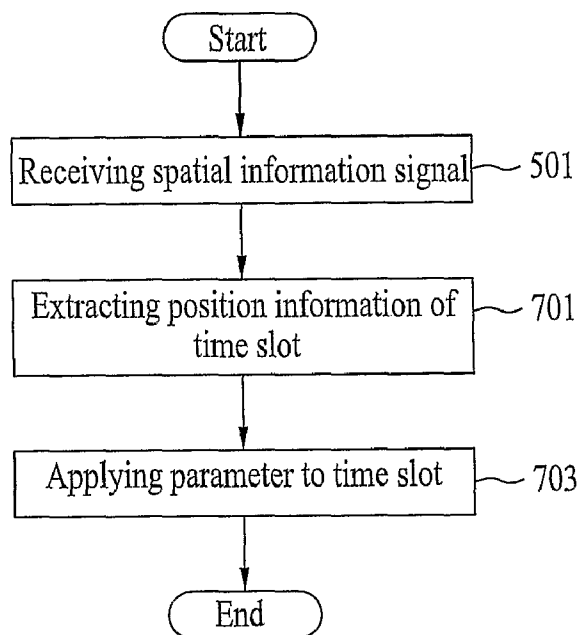 Start
Receiving spatial information signal
501
Extracting position information of
time slot
701
Applying parameter to time slot
703
End